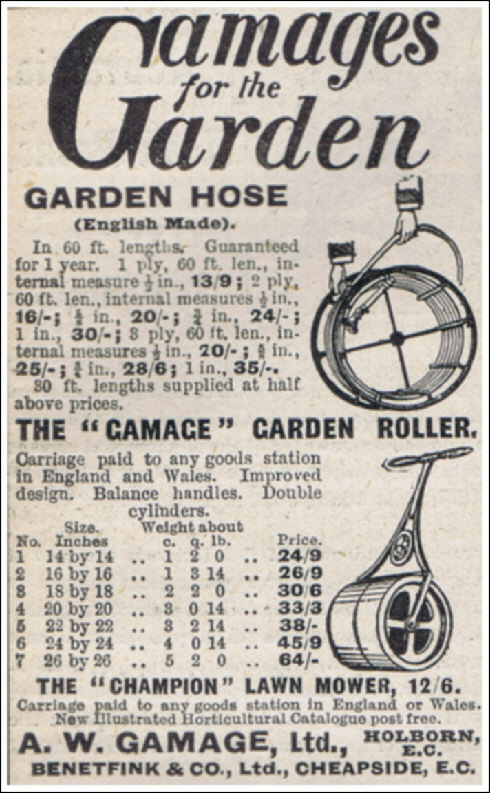 Gamages
for the
Garden
GARDEN HOSE
(English Made).
In 60 ft. lengths. Guaranteed
for 1 year. 1 ply, 60 ft. len., in-
ternal measure ½ in., 13/9; 2 ply,
60 ft. len., internal measures ½ in.,
16/-; in., 20/-; ¾ in., 24/-;
1 in., 30/-; 3 ply, 60 ft. len., in-
ternal measures ½ in., 20/-; ⅝ in.,
25/-; ¾ in., 28/6; 1 in., 35/-.
30 ft. lengths supplied at half
above prices.
THE "GAMAGE" GARDEN ROLLER.
Carriage paid to any goods station
in England and Wales. Improved
design. Balance handles. Double
cylinders.
Size. Weight about
No. Inches c. q. lb. Price.
1 14 by 14 .. 1 2 0 .. 24/9
2 16 by 16 .. 1 3 14 .. 26/9
3 18 by 18 .. 2 2 0 .. 30/6
4 20 by 20 .. 3 0 14 .. 33/3
5 22 by 22 .. 3 2 14 .. 38/-
6 24 by 24 .. 4 0 14 .. 45/9
7 26 by 26 .. 5 2 0 .. 64/-
THE "CHAMPION" LAWN MOWER, 12/6.
Carriage paid to any goods station in England or Wales.
New Illustrated Horticultural Catalogue post free.
A. W. GAMAGE, Ltd., HOLBORN, E.C.
BENETFINK & CO., Ltd., CHEAPSIDE, E.C.